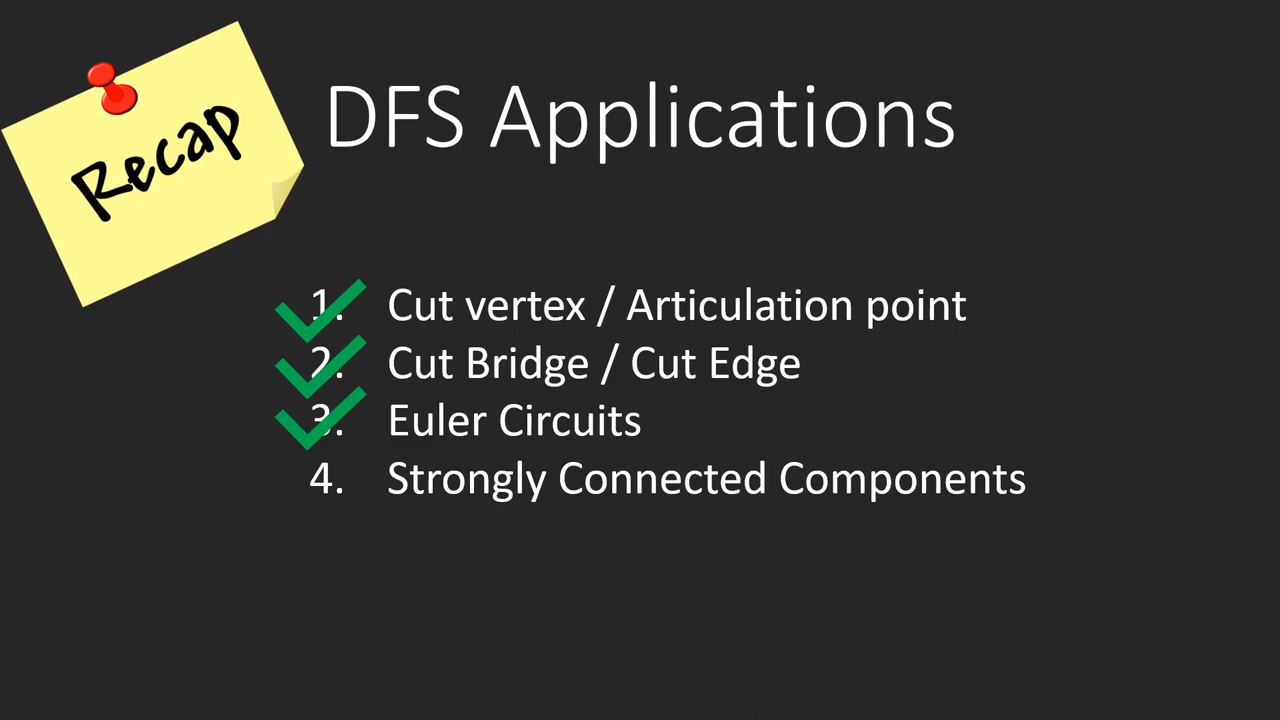 Recap
DFS Applications
1. Cut vertex / Articulation point
2. Cut Bridge / Cut Edge
3. Euler Circuits
4. Strongly Connected Components